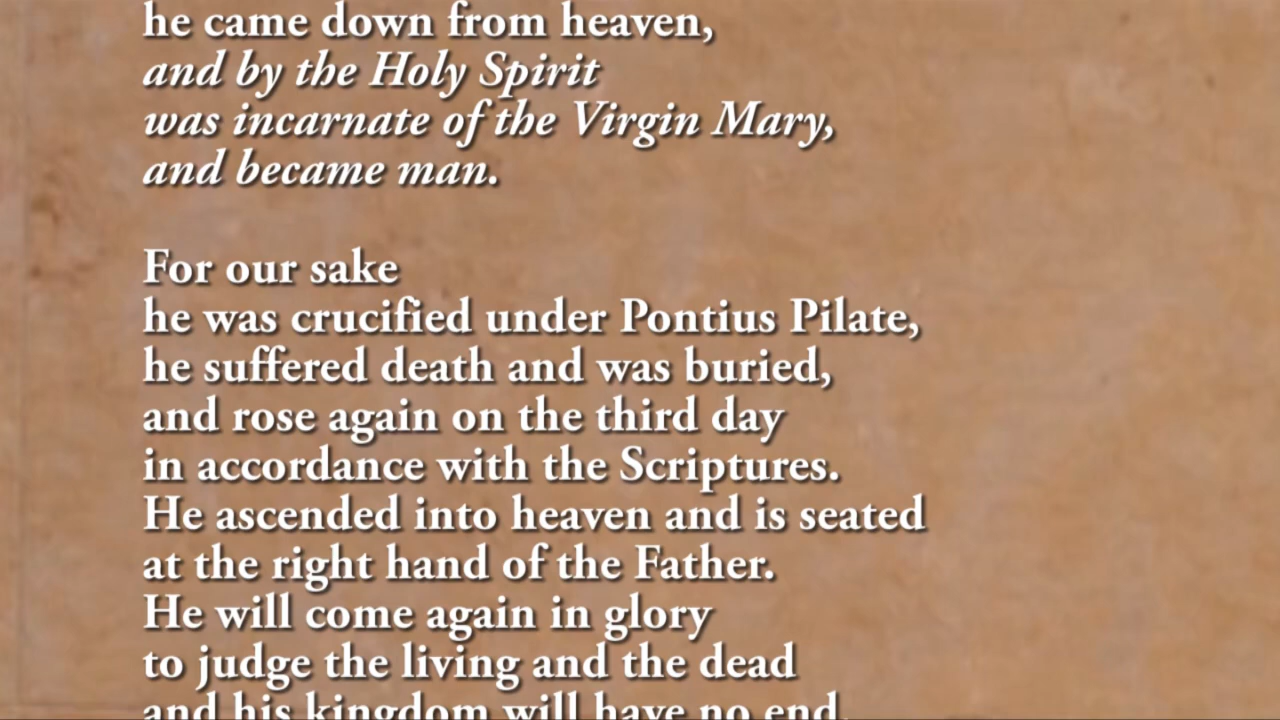 he came down from heaven,
and by the Holy Spirit
was incarnate of the Virgin Mary,
and became man.
For our sake
he was crucified under Pontius Pilate,
he suffered death and was buried,
and rose again on the third day
in accordance with the Scriptures.
He ascended into heaven and is seated
at the right hand of the Father.
He will come again in glory
to judge the living and the dead
and his kingdom will have no end.